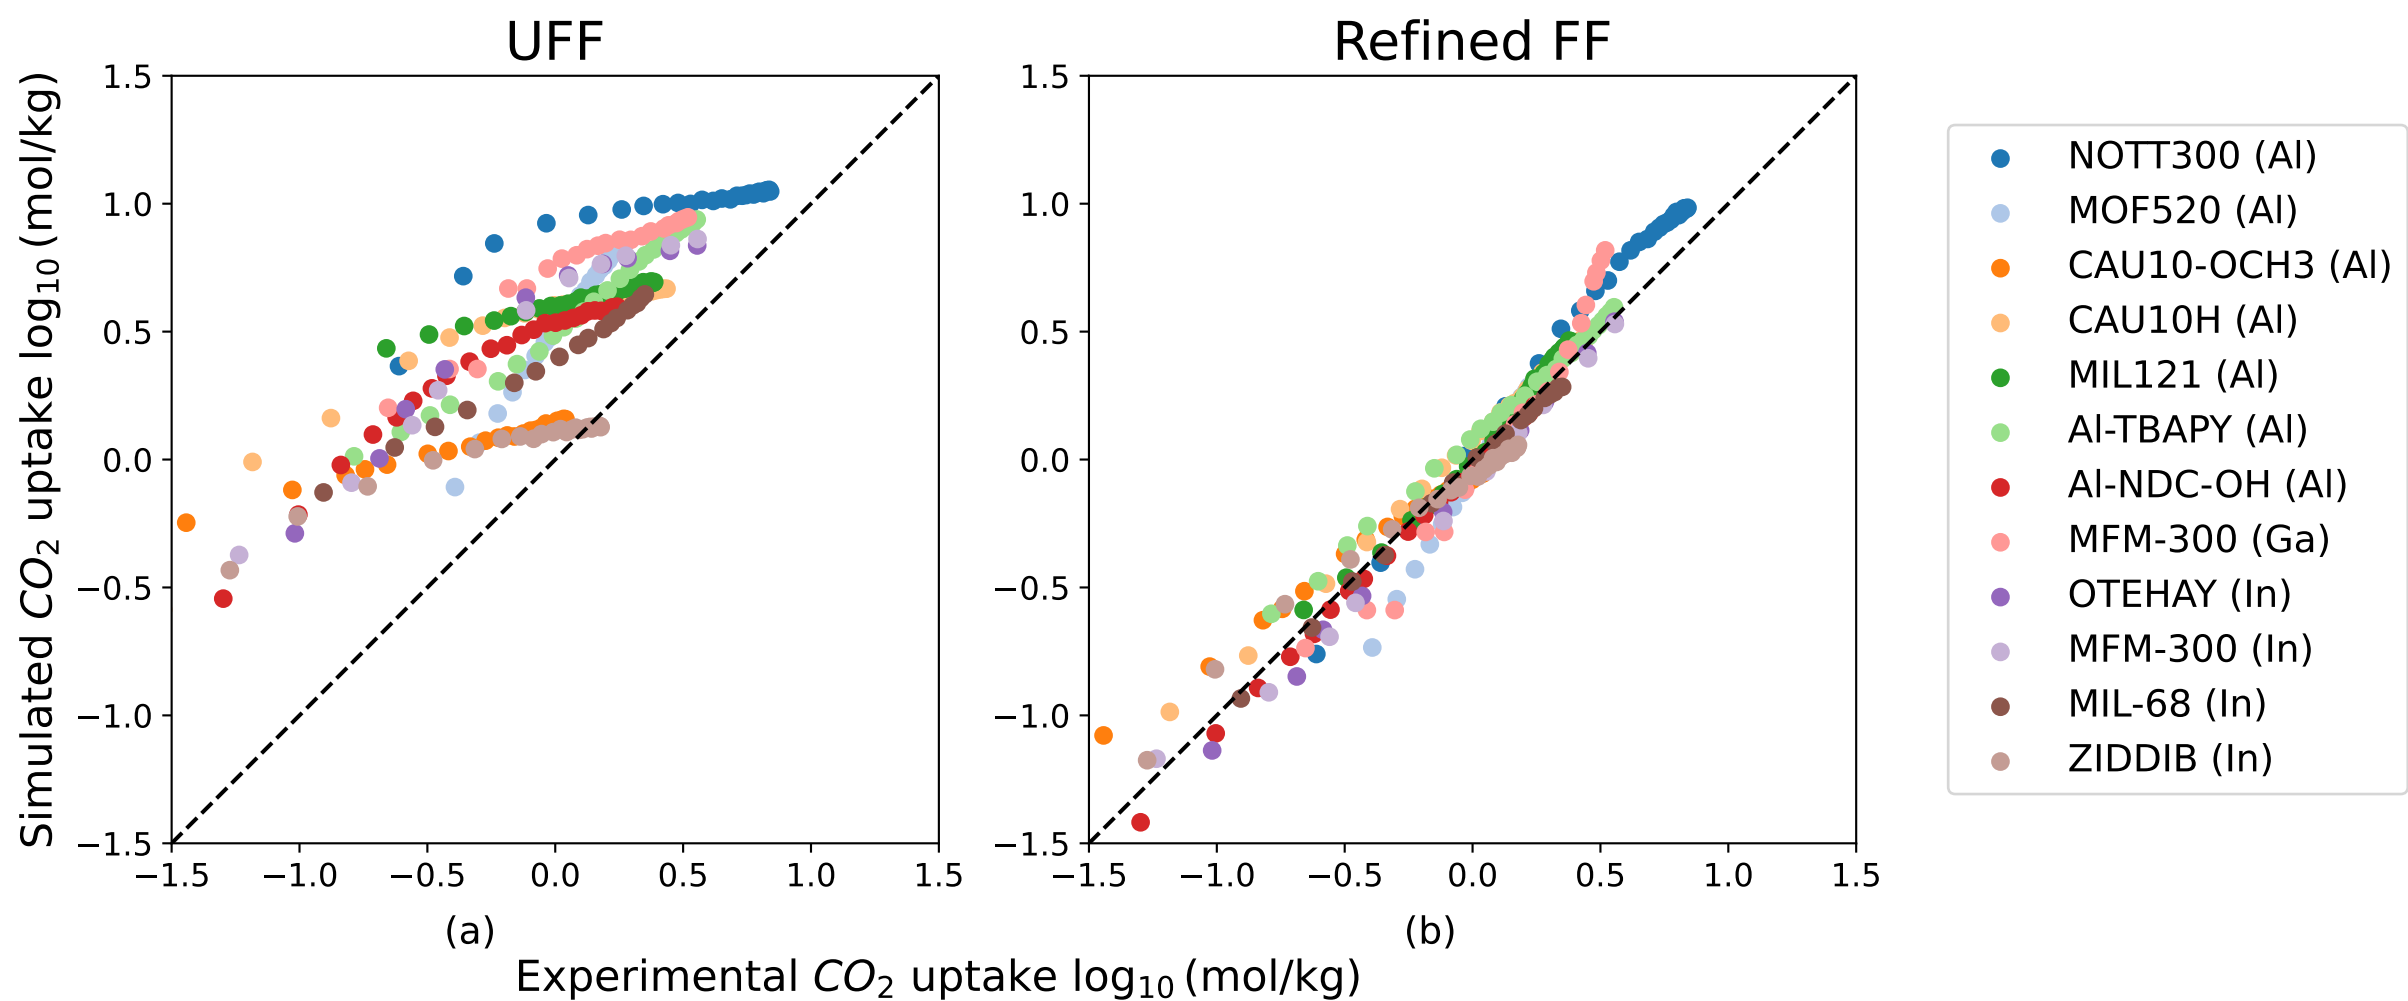 UFF
Refined FF
Simulated CO₂ uptake log₁₀ (mol/kg)
1.5
1.0
0.5
0.0
−0.5
−1.0
−1.5
−1.5 −1.0 −0.5 0.0 0.5 1.0 1.5
(a)
1.5
1.0
0.5
0.0
−0.5
−1.0
−1.5
−1.5 −1.0 −0.5 0.0 0.5 1.0 1.5
(b)
Experimental CO₂ uptake log₁₀ (mol/kg)
NOTT300 (Al)
MOF520 (Al)
CAU10-OCH3 (Al)
CAU10H (Al)
MIL121 (Al)
Al-TBAPY (Al)
Al-NDC-OH (Al)
MFM-300 (Ga)
OTEHAY (In)
MFM-300 (In)
MIL-68 (In)
ZIDDIB (In)